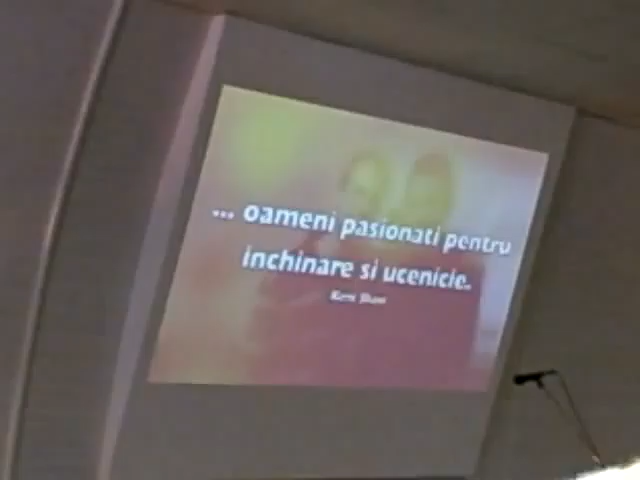 ... oameni pasionati pentru
inchinare si ucenicie.